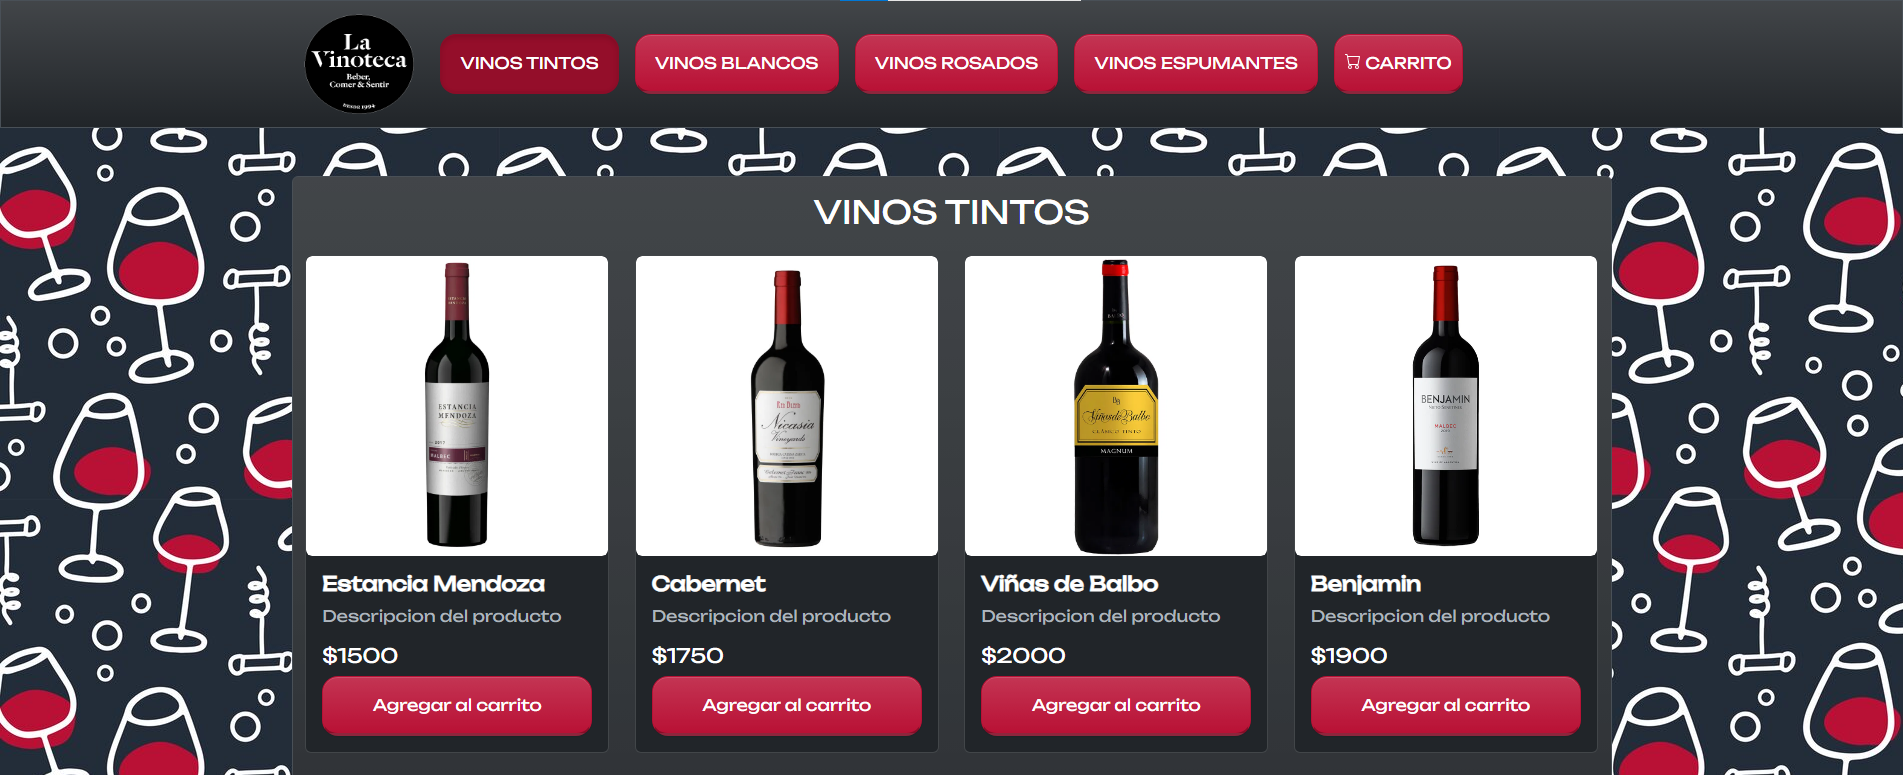 La
Vinoteca
Beber,
Comer & Sentir
DESDE 1994
VINOS TINTOS
VINOS BLANCOS
VINOS ROSADOS
VINOS ESPUMANTES
CARRITO
VINOS TINTOS
ESTANCIA
MENDOZA
2017
MALBEC
Nicasia
Vineyards
Viñas de Balbo
CLÁSICO TINTO
MAGNUM
BENJAMIN
NIETO SENETINER
MALBEC
Estancia Mendoza
Descripcion del producto
$1500
Agregar al carrito
Cabernet
Descripcion del producto
$1750
Agregar al carrito
Viñas de Balbo
Descripcion del producto
$2000
Agregar al carrito
Benjamin
Descripcion del producto
$1900
Agregar al carrito